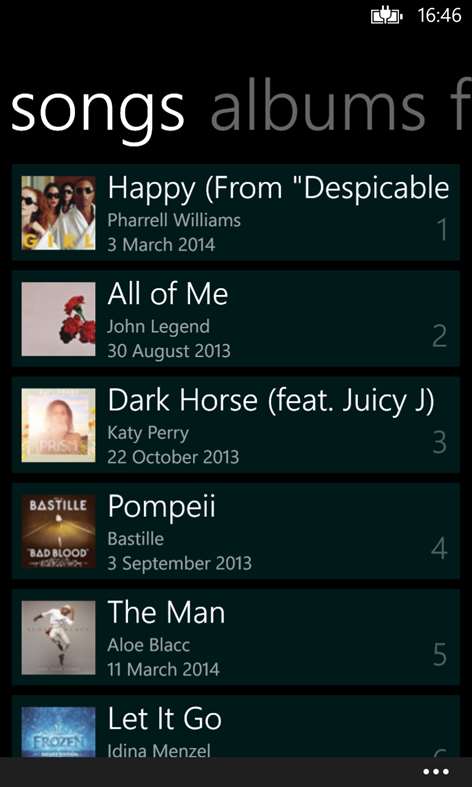 16:46
songs albums f
Happy (From "Despicable
Pharrell Williams
3 March 2014
1
GIRL
All of Me
John Legend
30 August 2013
2
Dark Horse (feat. Juicy J)
Katy Perry
22 October 2013
3
PRISM
Pompeii
Bastille
3 September 2013
4
BASTILLE
"BAD BLOOD"
The Man
Aloe Blacc
11 March 2014
5
Let It Go
Idina Menzel
6
FROZEN